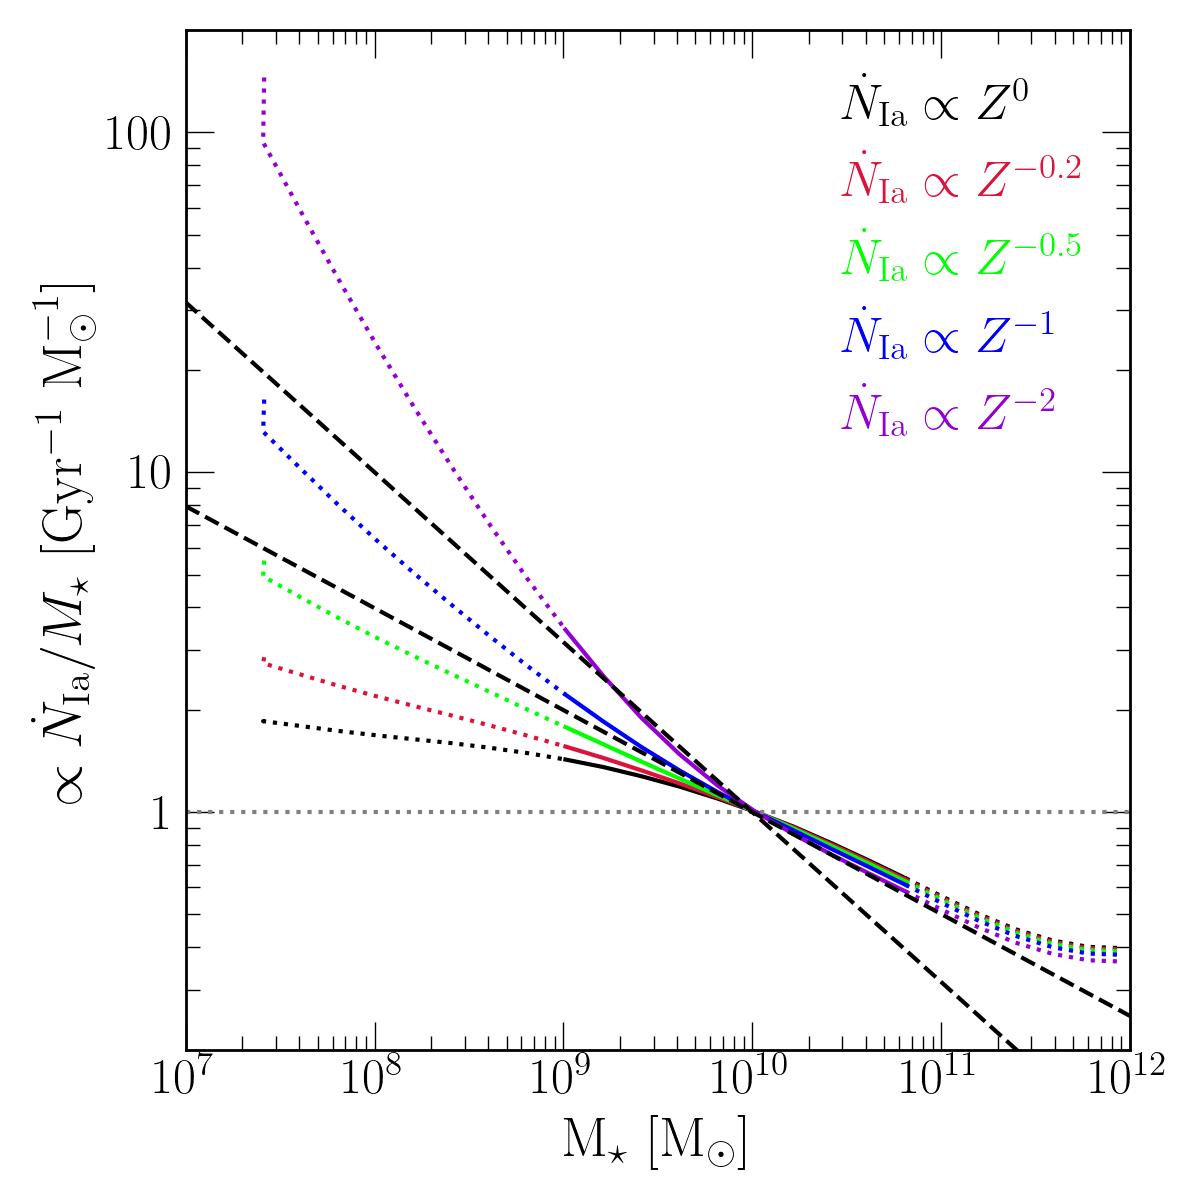 Ṅ_Ia ∝ Z^0
Ṅ_Ia ∝ Z^−0.2
Ṅ_Ia ∝ Z^−0.5
Ṅ_Ia ∝ Z^−1
Ṅ_Ia ∝ Z^−2
100
10
1
∝ Ṅ_Ia/M_⋆ [Gyr^−1 M_⊙^−1]
10^7 10^8 10^9 10^10 10^11 10^12
M_⋆ [M_⊙]